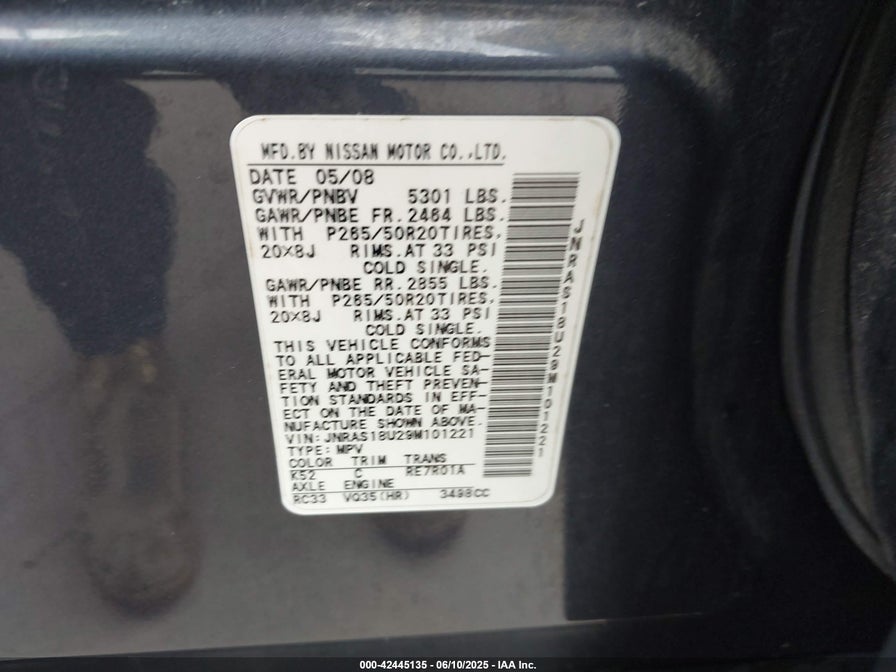 MFD.BY NISSAN MOTOR CO.,LTD.
DATE 05/08
GVWR/PNBV 5301 LBS.
GAWR/PNBE FR. 2464 LBS.
WITH P265/50R20TIRES,
20X8J RIMS.AT 33 PSI
COLD SINGLE.
GAWR/PNBE RR. 2855 LBS.
WITH P265/50R20TIRES,
20X8J RIMS.AT 33 PSI
COLD SINGLE.
THIS VEHICLE CONFORMS
TO ALL APPLICABLE FED-
ERAL MOTOR VEHICLE SA-
FETY AND THEFT PREVEN-
TION STANDARDS IN EFF-
ECT ON THE DATE OF MA-
NUFACTURE SHOWN ABOVE.
VIN: JNRAS18U29M101221
TYPE: MPV
COLOR TRIM TRANS
K52 C RE7R01A
AXLE ENGINE
RC33 VQ35(HR) 3498CC
JNRAS18U29M101221
000-42445135 - 06/10/2025 - IAA Inc.